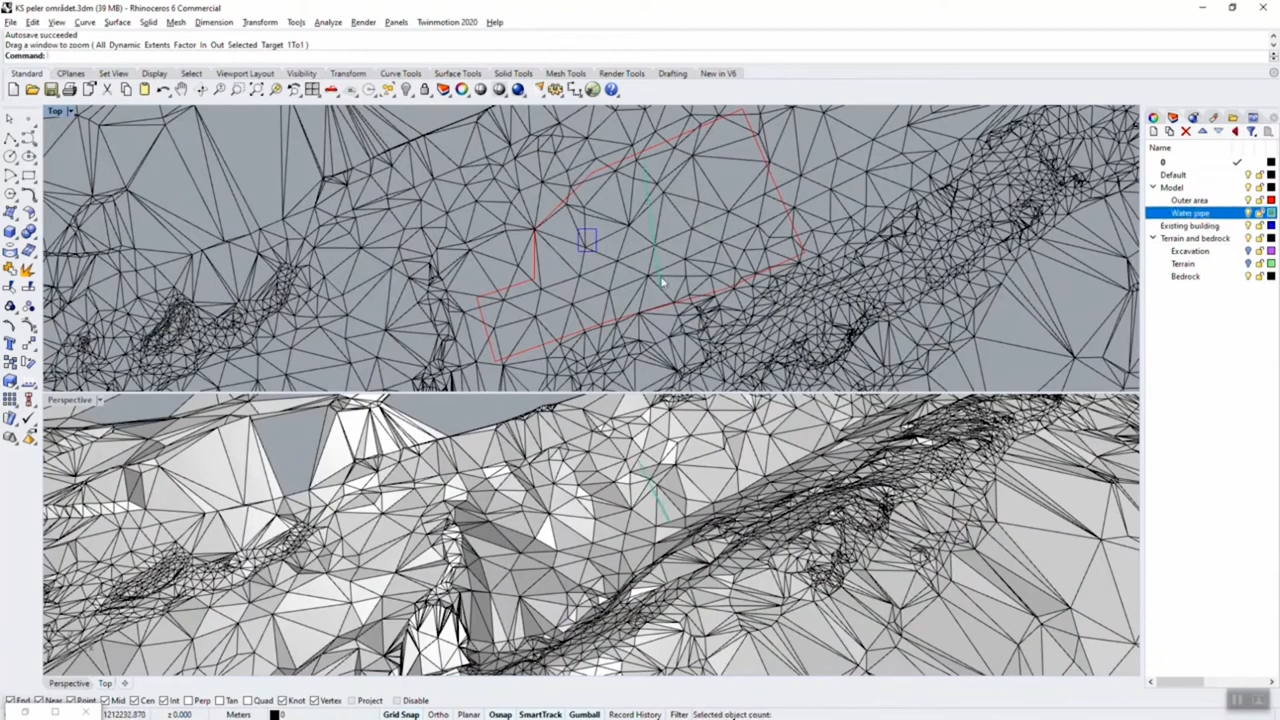 KS peler området.3dm (39 MB) - Rhinoceros 6 Commercial
File Edit View Curve Surface Solid Mesh Dimension Transform Tools Analyze Render Panels Twinmotion 2020 Help
Autosave succeeded
Drag a window to zoom ( All Dynamic Extents Factor In Out Selected Target 1To1 )
Command:
Standard CPlanes Set View Display Select Viewport Layout Visibility Transform Curve Tools Surface Tools Solid Tools Mesh Tools Render Tools Drafting New in V6
Top
Name
0
Default
Model
Outer area
Water pipe
Existing building
Terrain and bedrock
Excavation
Terrain
Bedrock
Perspective
Perspective Top
End Near Point Mid Cen Int Perp Tan Quad Knot Vertex Project Disable
1212232.870 z 0.000 Meters 0 Grid Snap Ortho Planar Osnap SmartTrack Gumball Record History Filter Selected object count: